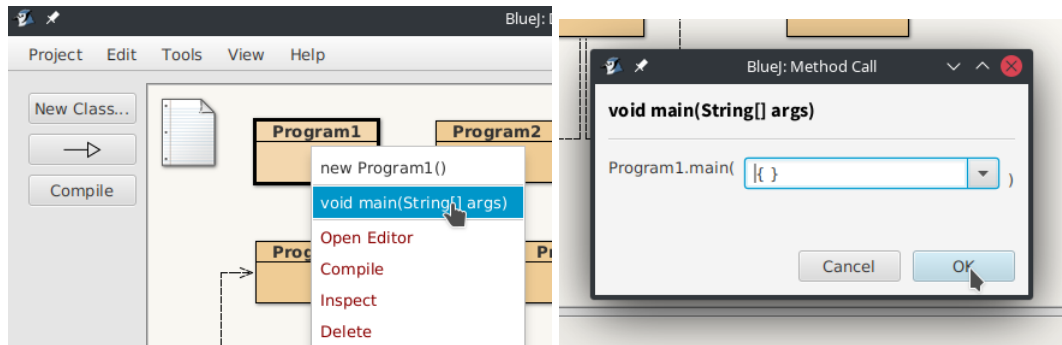 BlueJ:
Project Edit Tools View Help
New Class...
Compile
Program1
Program2
new Program1()
void main(String[] args)
Open Editor
Compile
Inspect
Delete
BlueJ: Method Call
void main(String[] args)
Program1.main( { } )
Cancel OK